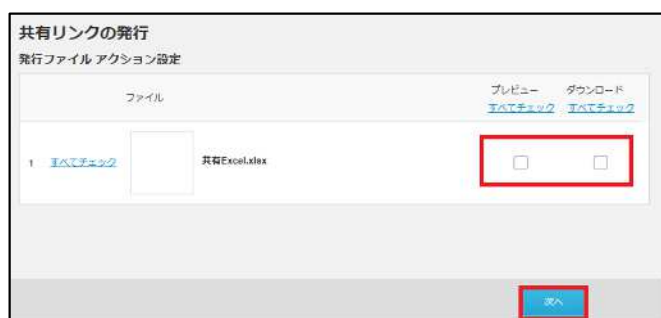 共有リンクの発行
発行ファイル アクション設定
ファイル
プレビュー ダウンロード
すべてチェック すべてチェック
1 すべてチェック 共有Excel.xlsx
次へ